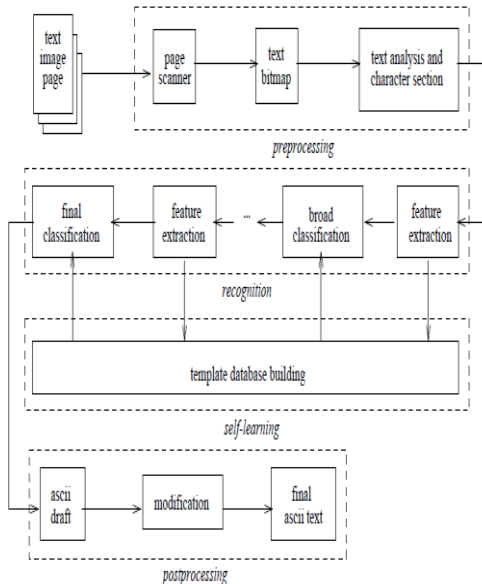 text
image
page
page
scanner
text
bitmap
text analysis and
character section
preprocessing
final
classification
feature
extraction
...
broad
classification
feature
extraction
recognition
template database building
self-learning
ascii
draft
modification
final
ascii text
postprocessing